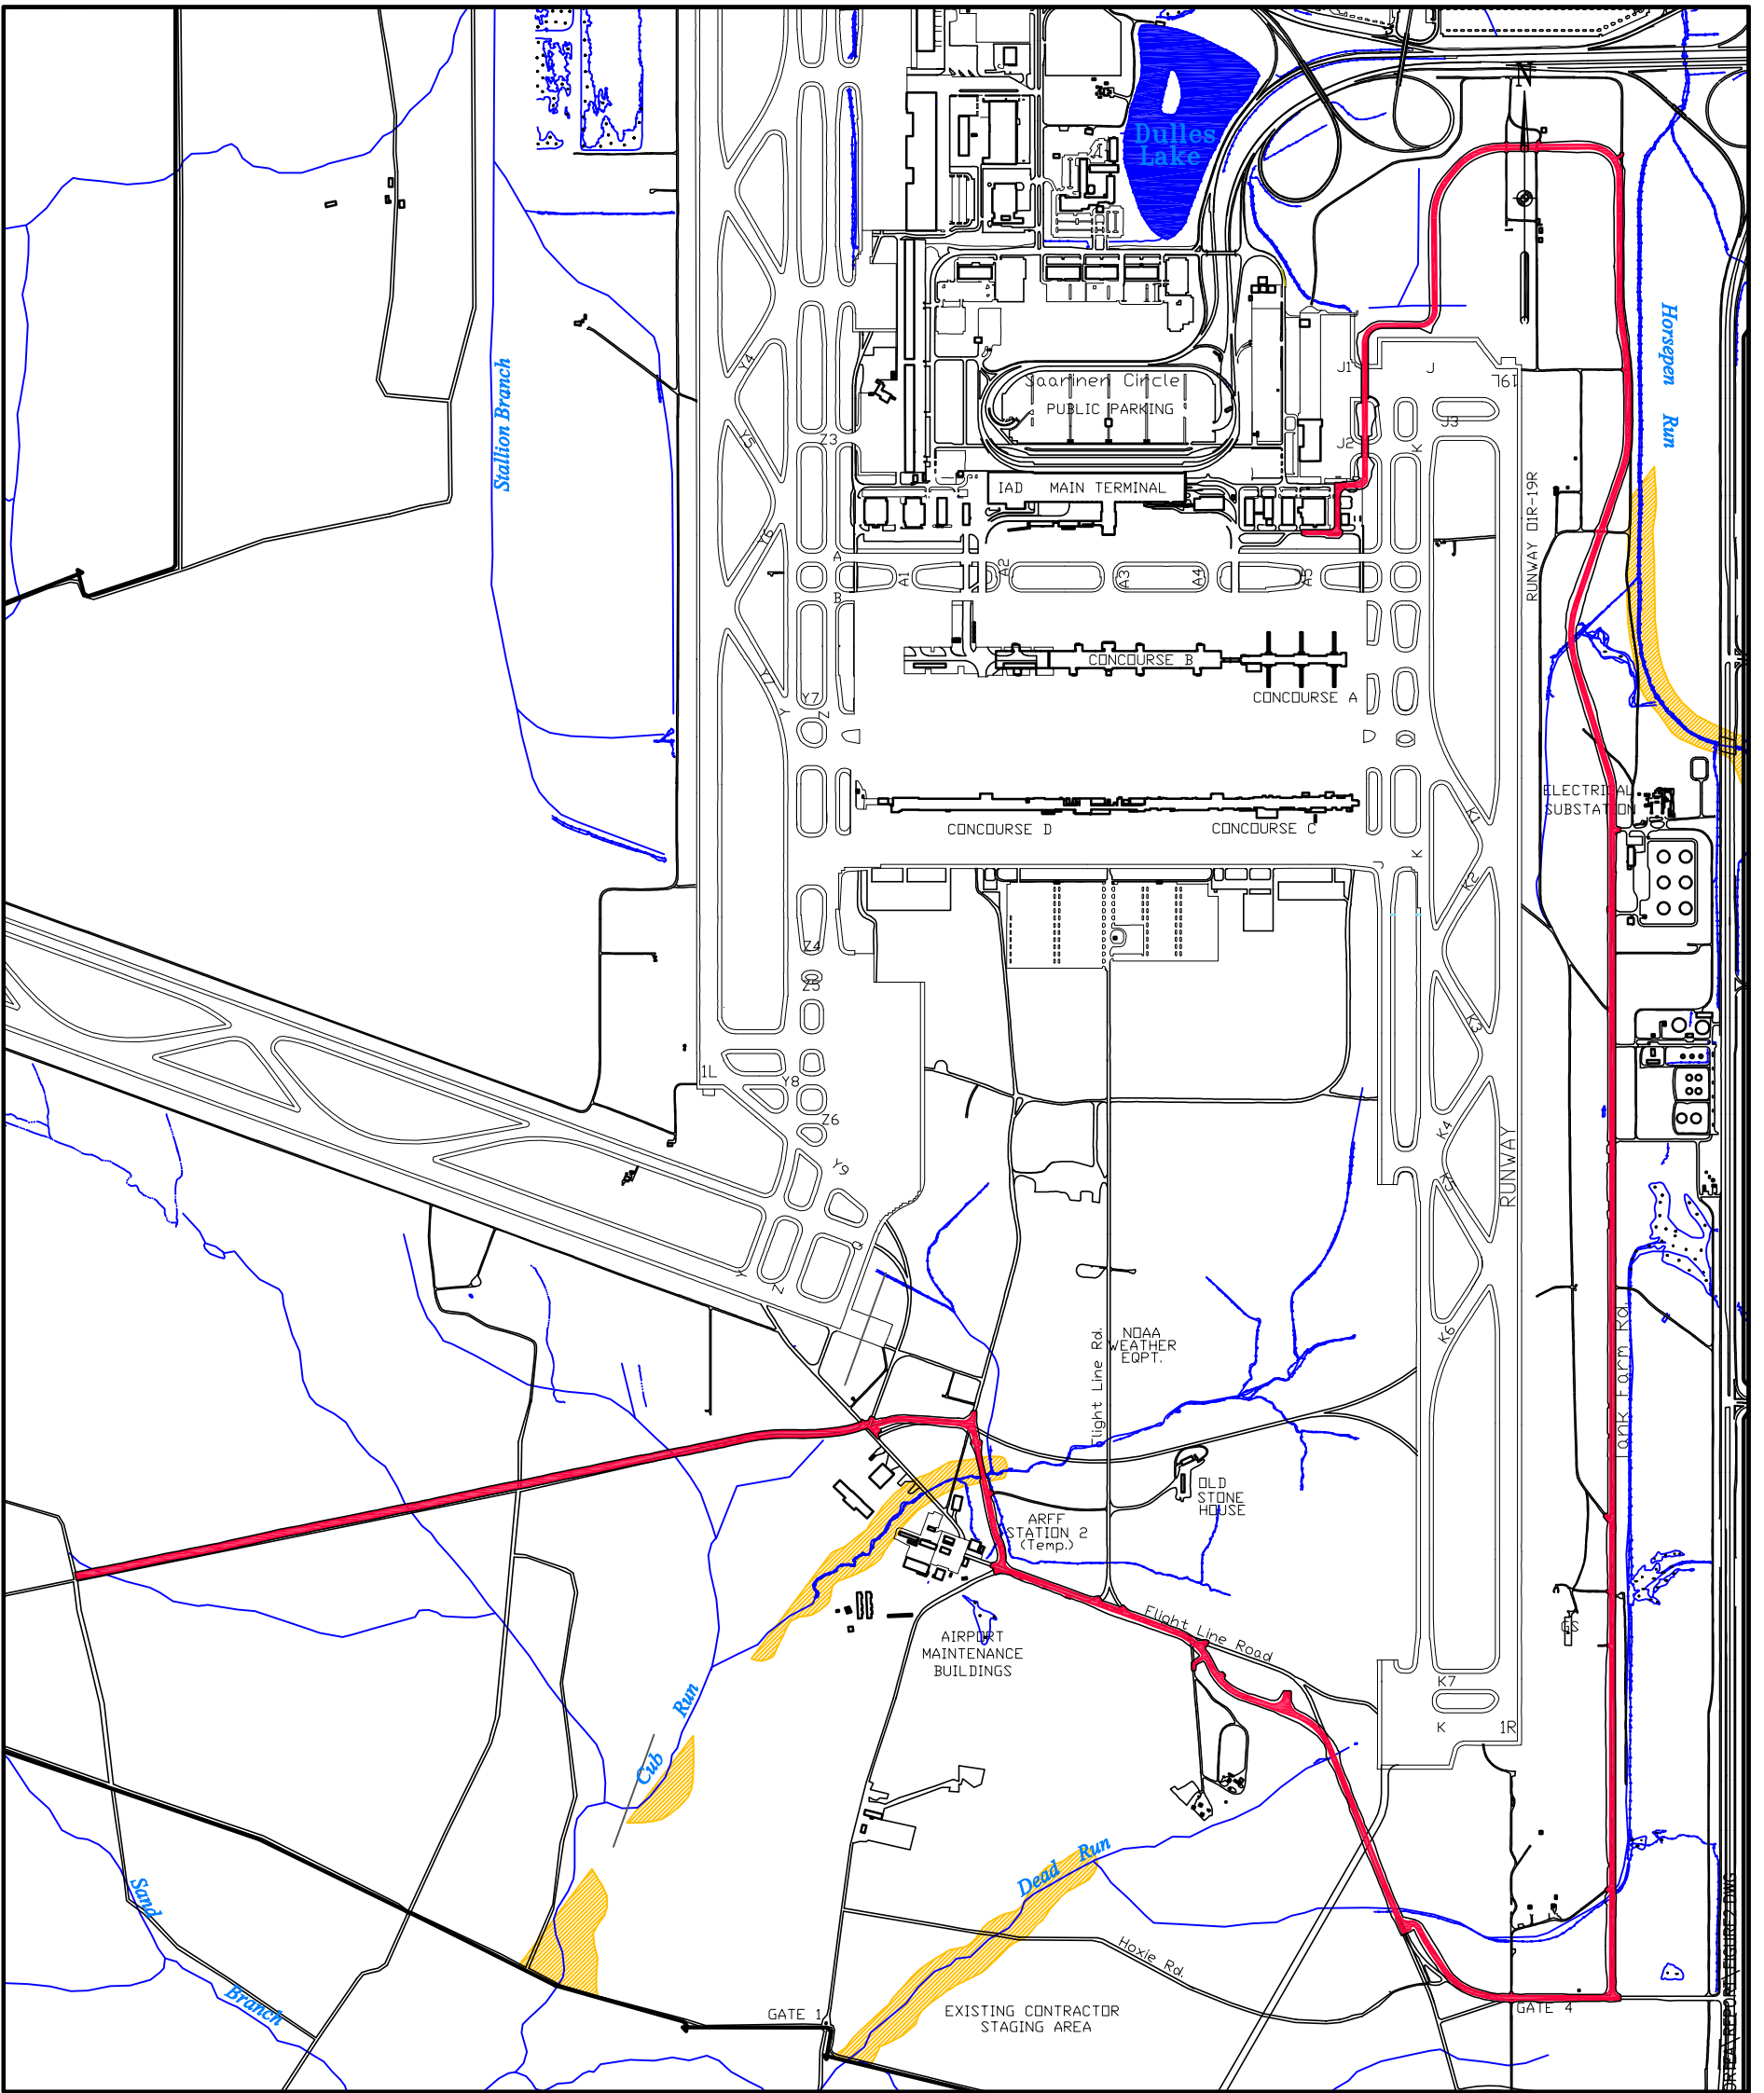 N
Dulles
Lake
Horsepen Run
Stallion Branch
Y4
J1
J
19L
Saarinen Circle
PUBLIC PARKING
J3
Y5
Z3
J2
K
IAD MAIN TERMINAL
RUNWAY 01R-19R
Y6
A
A1
A2
A3
A4
A5
B
CONCOURSE B
CONCOURSE A
Y7
Y7
Y
Z
ELECTRICAL
SUBSTATION
CONCOURSE D
CONCOURSE C
K1
J
K
K2
Z4
Z5
K3
1L
Y8
Z6
K4
RUNWAY
Y9
K5
Q
Y
Z
K6
NOAA
WEATHER
EQPT.
Flight Line Rd.
Tank Farm Rd.
OLD
STONE
HOUSE
ARFF
STATION 2
(Temp.)
Flight Line Road
GS
AIRPORT
MAINTENANCE
BUILDINGS
K7
K
1R
Cub Run
Dead Run
Sand
Branch
Hoxie Rd.
GATE 1
EXISTING CONTRACTOR
STAGING AREA
GATE 4